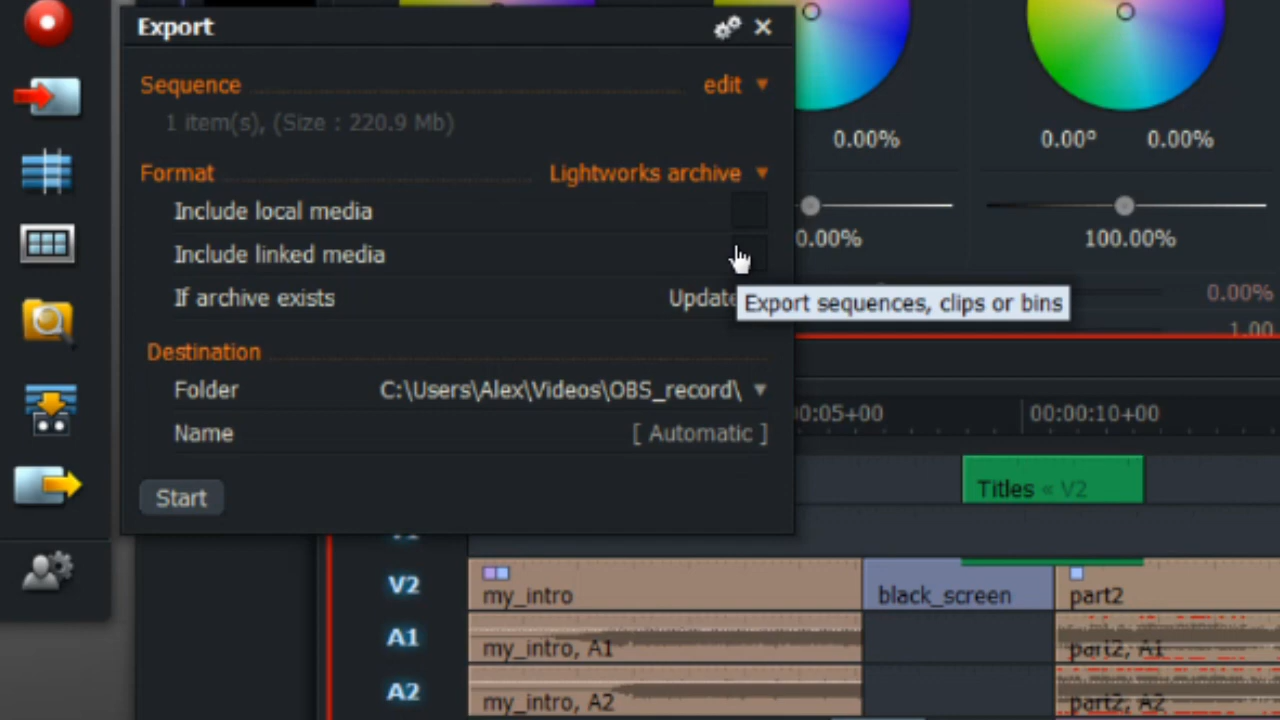 Export
Sequence edit
1 item(s), (Size : 220.9 Mb)
Format Lightworks archive
Include local media
Include linked media
If archive exists Update
Export sequences, clips or bins
Destination
Folder C:\Users\Alex\Videos\OBS_record\
Name [ Automatic ]
Start
0.00% 0.00° 0.00%
0.00% 100.00%
0.00%
1.00
0:05+00 00:00:10+00
Titles « V2
V2 my_intro black_screen part2
A1 my_intro, A1 part2, A1
A2 my_intro, A2 part2, A2